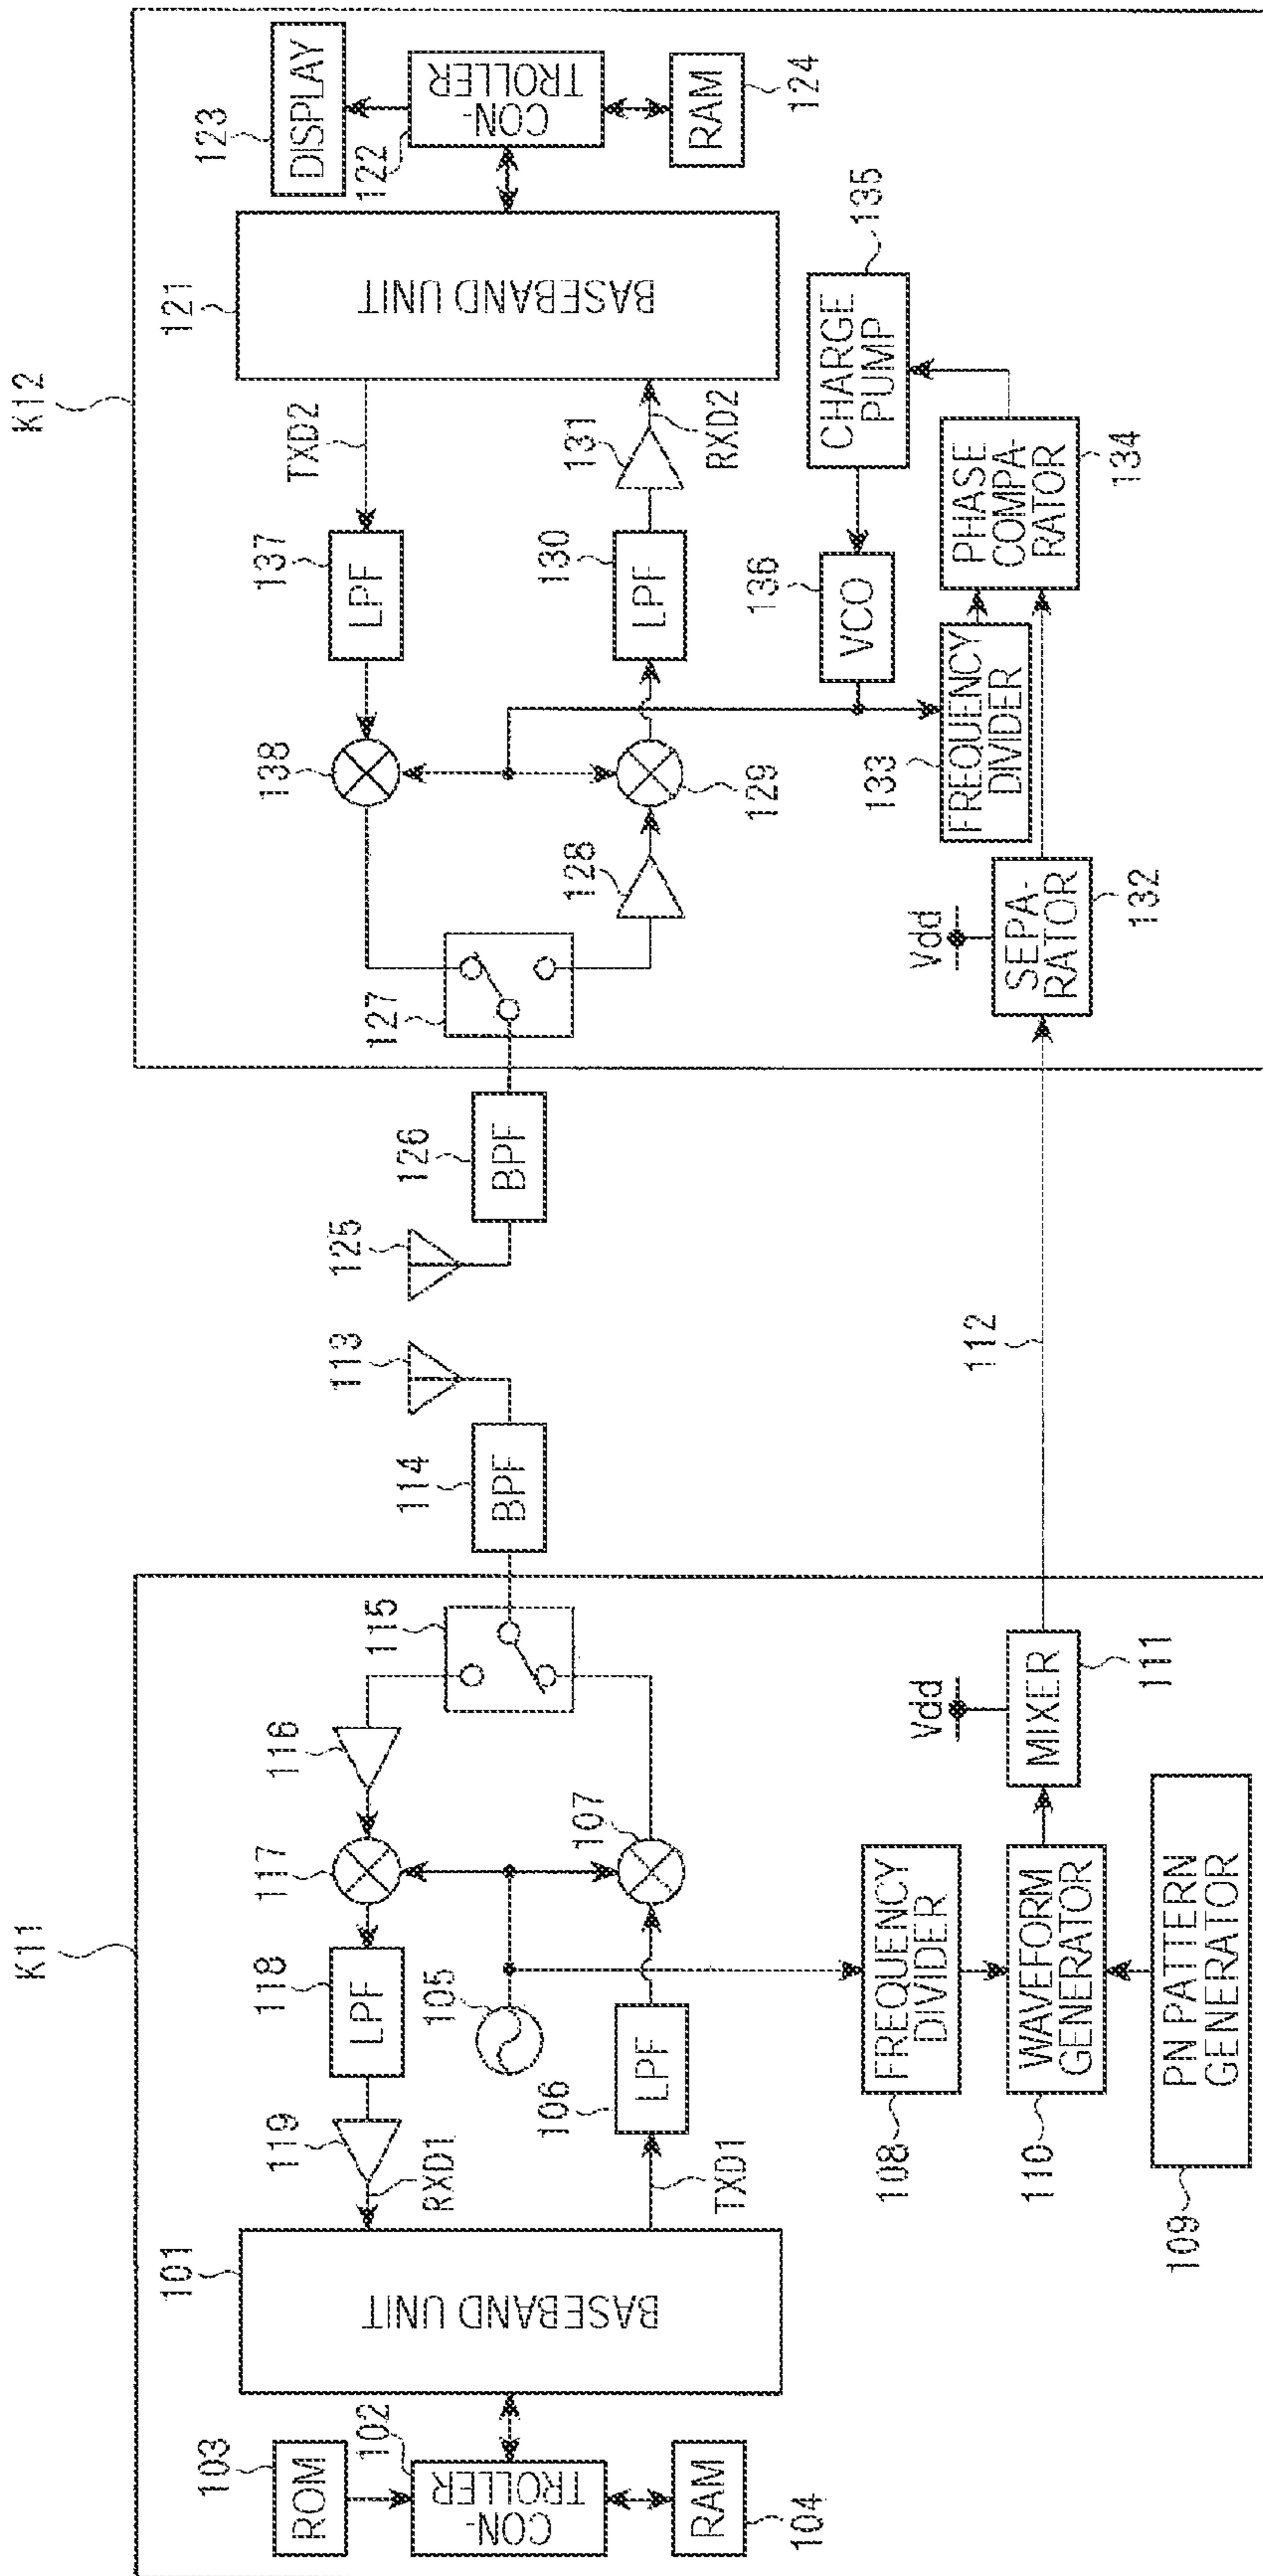 K11
K12
103
ROM
102
CON-
TROLLER
RAM
104
101
BASEBAND UNIT
119
RXD1
118
LPF
117
116
115
105
106
LPF
TXD1
107
114
BPF
113
108
FREQUENCY
DIVIDER
110
WAVEFORM
GENERATOR
109
PN PATTERN
GENERATOR
Vdd
MIXER
111
112
125
126
BPF
127
128
129
138
137
LPF
TXD2
130
LPF
131
RXD2
121
BASEBAND UNIT
122
CON-
TROLLER
123
DISPLAY
RAM
124
Vdd
SEPA-
RATOR
132
133
FREQUENCY
DIVIDER
136
VCO
PHASE
COMPA-
RATOR
134
CHARGE
PUMP
135